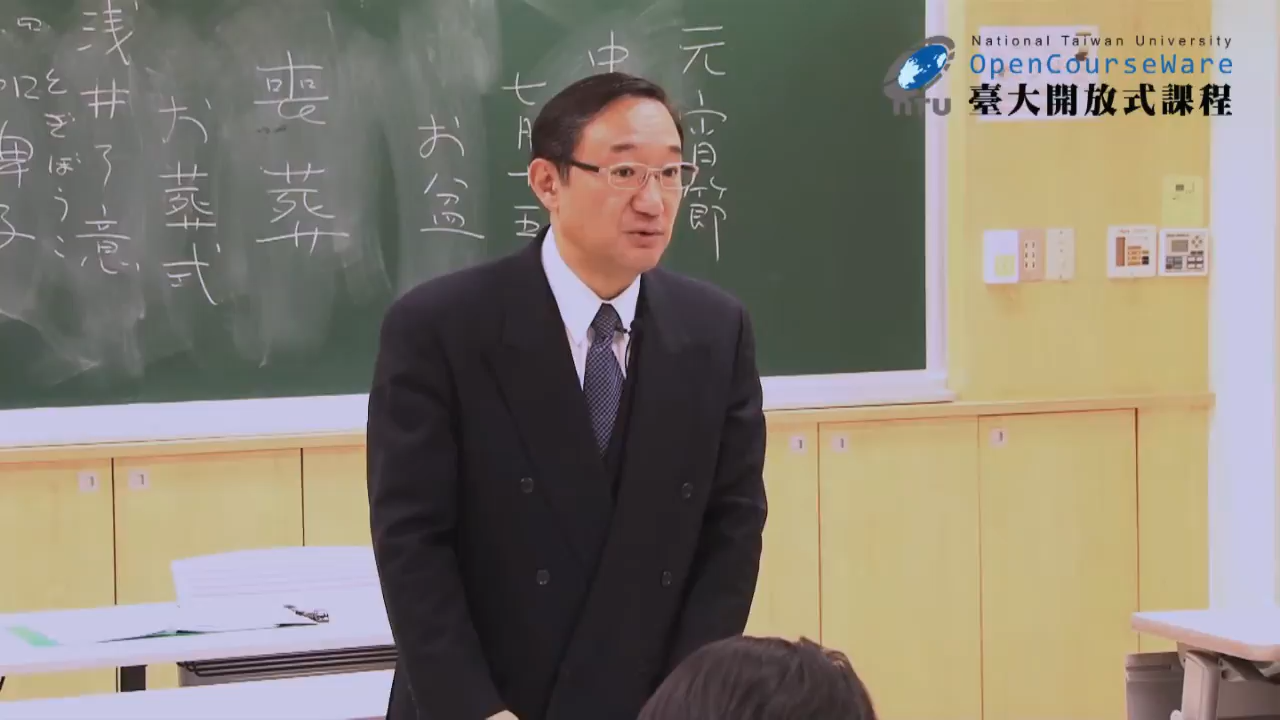 National Taiwan University
OpenCourseWare
臺大開放式課程
NTU
元宵節
中
七月十五
お盆
喪葬
お葬式
浅井了意
とぎぼうこ